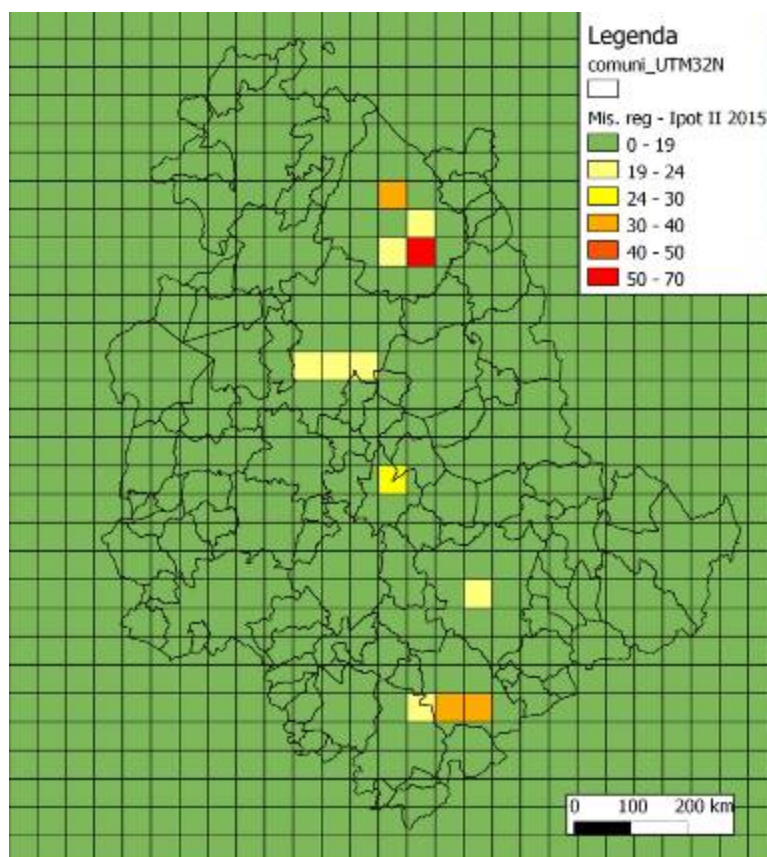 Legenda
comuni_UTM32N
Mis. reg - Ipot II 2015
0 - 19
19 - 24
24 - 30
30 - 40
40 - 50
50 - 70
0 100 200 km